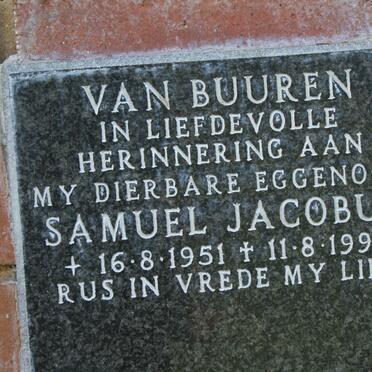 VAN BUUREN
IN LIEFDEVOLLE
HERINNERING AAN
MY DIERBARE EGGENO
SAMUEL JACOBU
+ 16·8·1951 ✝ 11·8·199
RUS IN VREDE MY LI